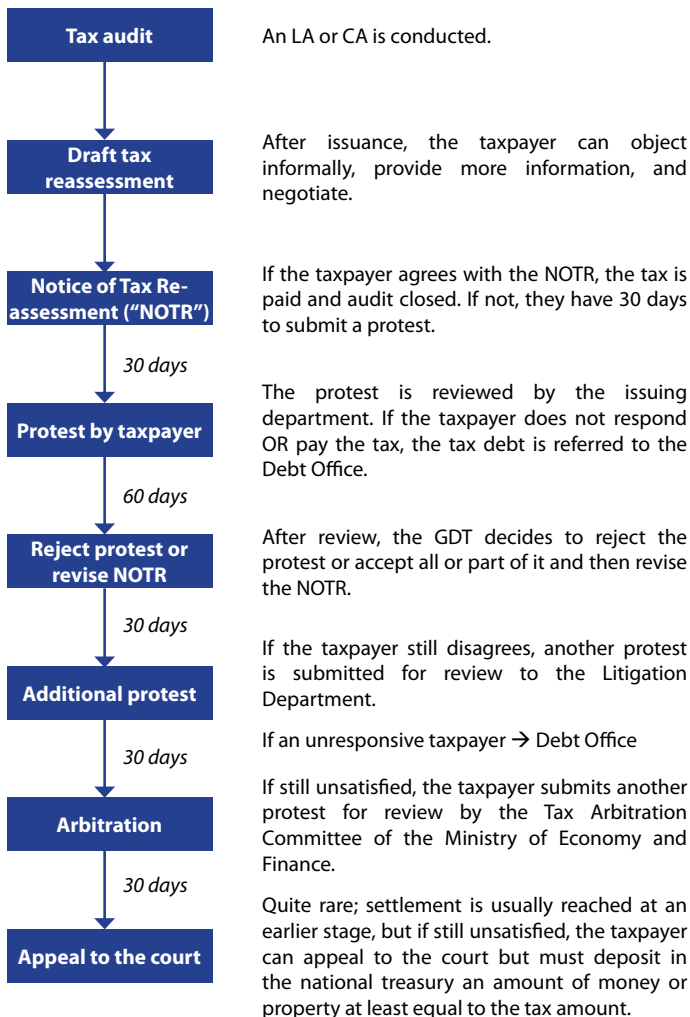 Tax audit
An LA or CA is conducted.
Draft tax
reassessment
After issuance, the taxpayer can object
informally, provide more information, and
negotiate.
Notice of Tax Re-
assessment (“NOTR”)
If the taxpayer agrees with the NOTR, the tax is
paid and audit closed. If not, they have 30 days
to submit a protest.
30 days
Protest by taxpayer
The protest is reviewed by the issuing
department. If the taxpayer does not respond
OR pay the tax, the tax debt is referred to the
Debt Office.
60 days
Reject protest or
revise NOTR
After review, the GDT decides to reject the
protest or accept all or part of it and then revise
the NOTR.
30 days
Additional protest
If the taxpayer still disagrees, another protest
is submitted for review to the Litigation
Department.
If an unresponsive taxpayer → Debt Office
30 days
Arbitration
If still unsatisfied, the taxpayer submits another
protest for review by the Tax Arbitration
Committee of the Ministry of Economy and
Finance.
30 days
Appeal to the court
Quite rare; settlement is usually reached at an
earlier stage, but if still unsatisfied, the taxpayer
can appeal to the court but must deposit in
the national treasury an amount of money or
property at least equal to the tax amount.